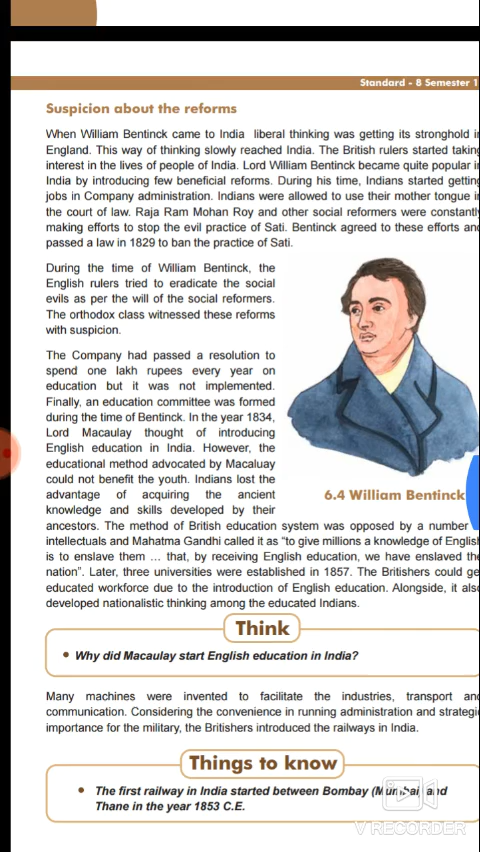 Standard - 8 Semester 1
Suspicion about the reforms
When William Bentinck came to India liberal thinking was getting its stronghold
England. This way of thinking slowly reached India. The British rulers started taking
interest in the lives of people of India. Lord William Bentinck became quite popular
India by introducing few beneficial reforms. During his time, Indians started getting
jobs in Company administration. Indians were allowed to use their mother tongue
the court of law. Raja Ram Mohan Roy and other social reformers were constantly
making efforts to stop the evil practice of Sati. Bentinck agreed to these efforts and
passed a law in 1829 to ban the practice of Sati.
During the time of William Bentinck, the
English rulers tried to eradicate the social
evils as per the will of the social reformers.
The orthodox class witnessed these reforms
with suspicion.
The Company had passed a resolution to
spend one lakh rupees every year on
education but it was not implemented.
Finally, an education committee was formed
during the time of Bentinck. In the year 1834,
Lord Macaulay thought of introducing
English education in India. However, the
educational method advocated by Macaluay
could not benefit the youth. Indians lost the
advantage of acquiring the ancient
knowledge and skills developed by their
6.4 William Bentinck
ancestors. The method of British education system was opposed by a number
intellectuals and Mahatma Gandhi called it as “to give millions a knowledge of English
is to enslave them ... that, by receiving English education, we have enslaved the
nation”. Later, three universities were established in 1857. The Britishers could ge
educated workforce due to the introduction of English education. Alongside, it also
developed nationalistic thinking among the educated Indians.
Think
• Why did Macaulay start English education in India?
Many machines were invented to facilitate the industries, transport and
communication. Considering the convenience in running administration and strategi
importance for the military, the Britishers introduced the railways in India.
Things to know
• The first railway in India started between Bombay (Mumbai) and
Thane in the year 1853 C.E.
V RECORDER